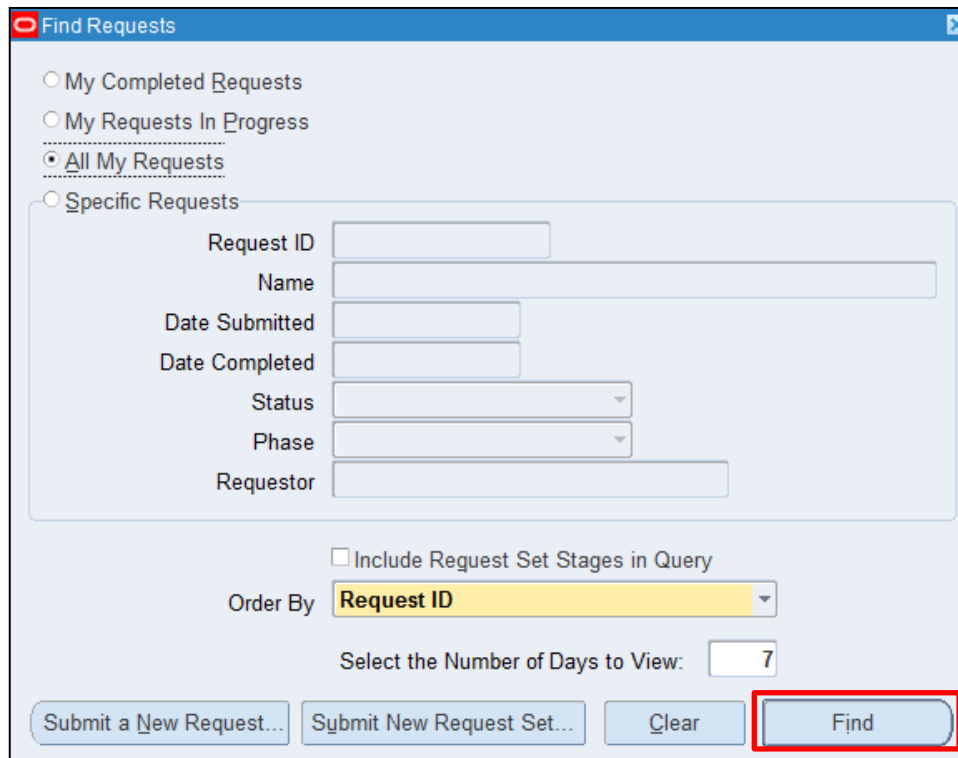 Find Requests
My Completed Requests
My Requests In Progress
All My Requests
Specific Requests
Request ID
Name
Date Submitted
Date Completed
Status
Phase
Requestor
Include Request Set Stages in Query
Order By Request ID
Select the Number of Days to View: 7
Submit a New Request... Submit New Request Set... Clear Find